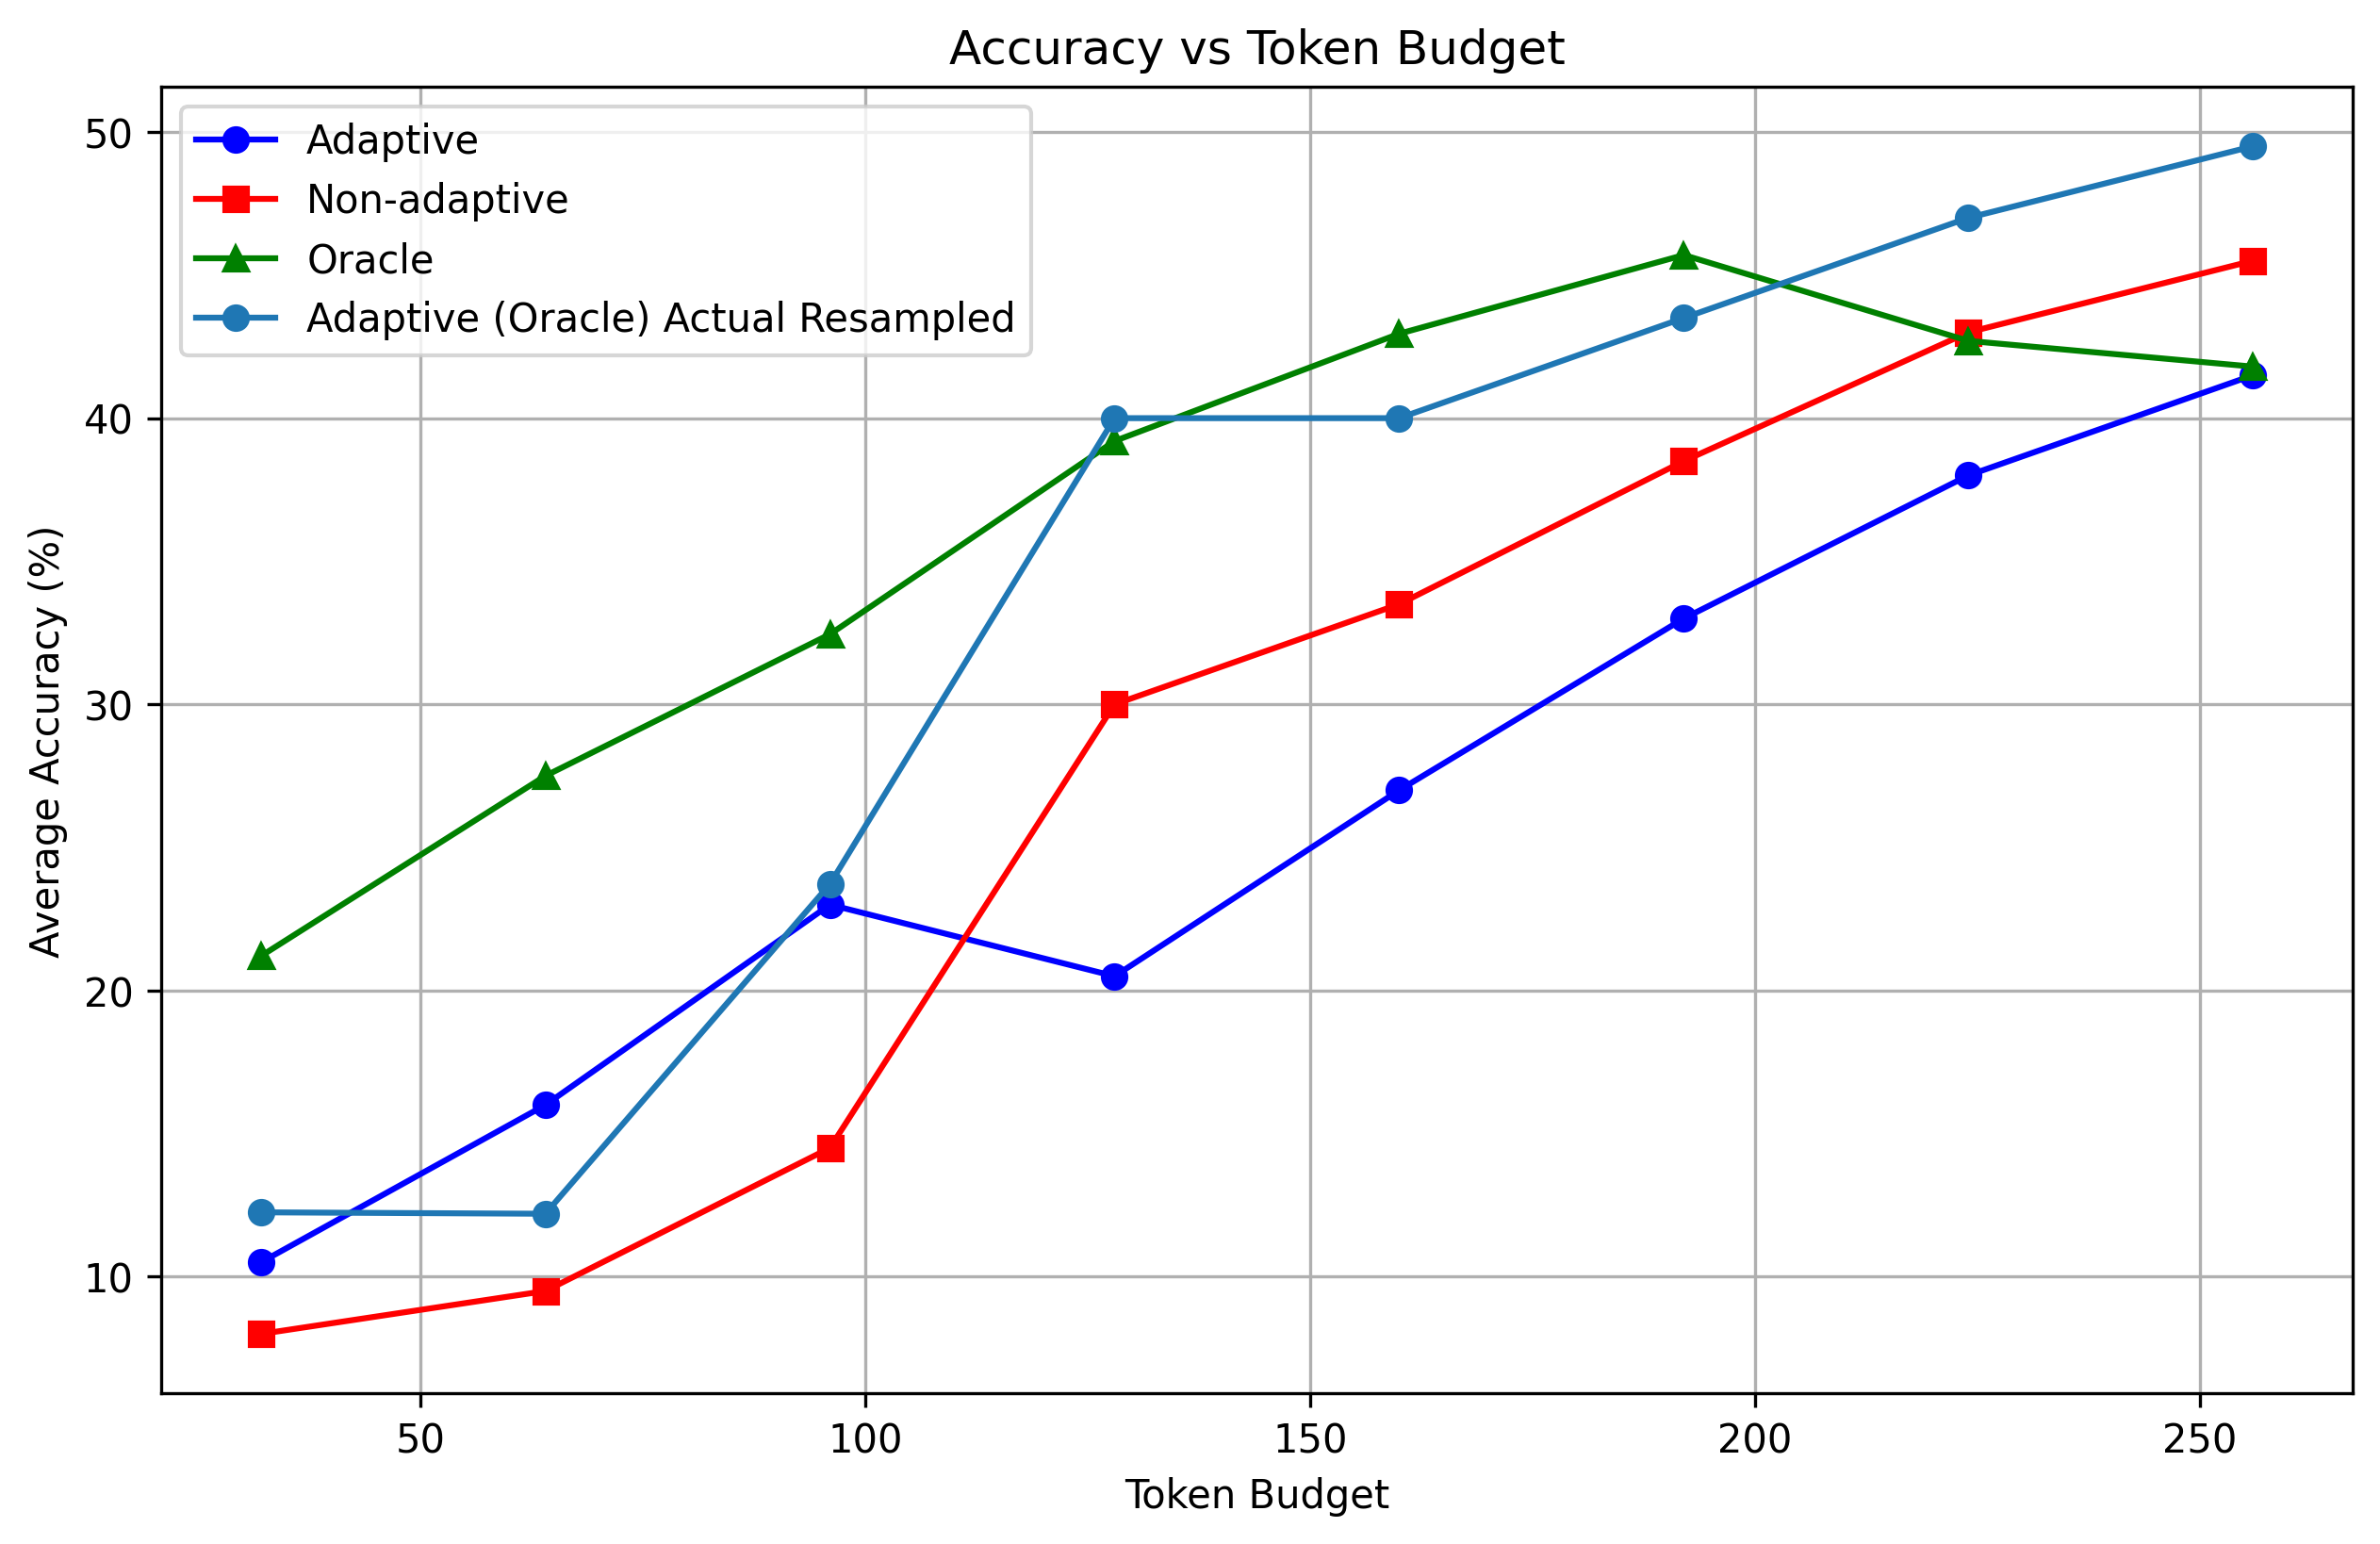 Accuracy vs Token Budget
Adaptive
Non-adaptive
Oracle
Adaptive (Oracle) Actual Resampled
Average Accuracy (%)
50
40
30
20
10
50
100
150
200
250
Token Budget